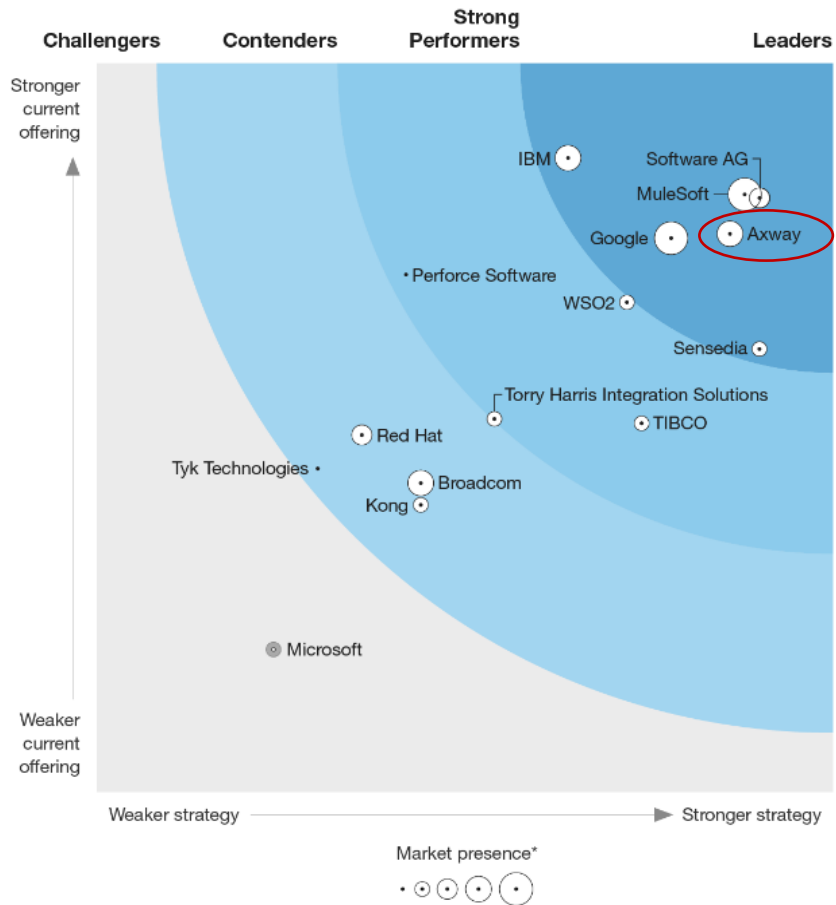 Challengers
Contenders
Strong
Performers
Leaders
Stronger
current
offering
IBM
Software AG
MuleSoft
Google
Axway
Perforce Software
WSO2
Sensedia
Torry Harris Integration Solutions
TIBCO
Red Hat
Tyk Technologies
Broadcom
Kong
Microsoft
Weaker
current
offering
Weaker strategy
Stronger strategy
Market presence*